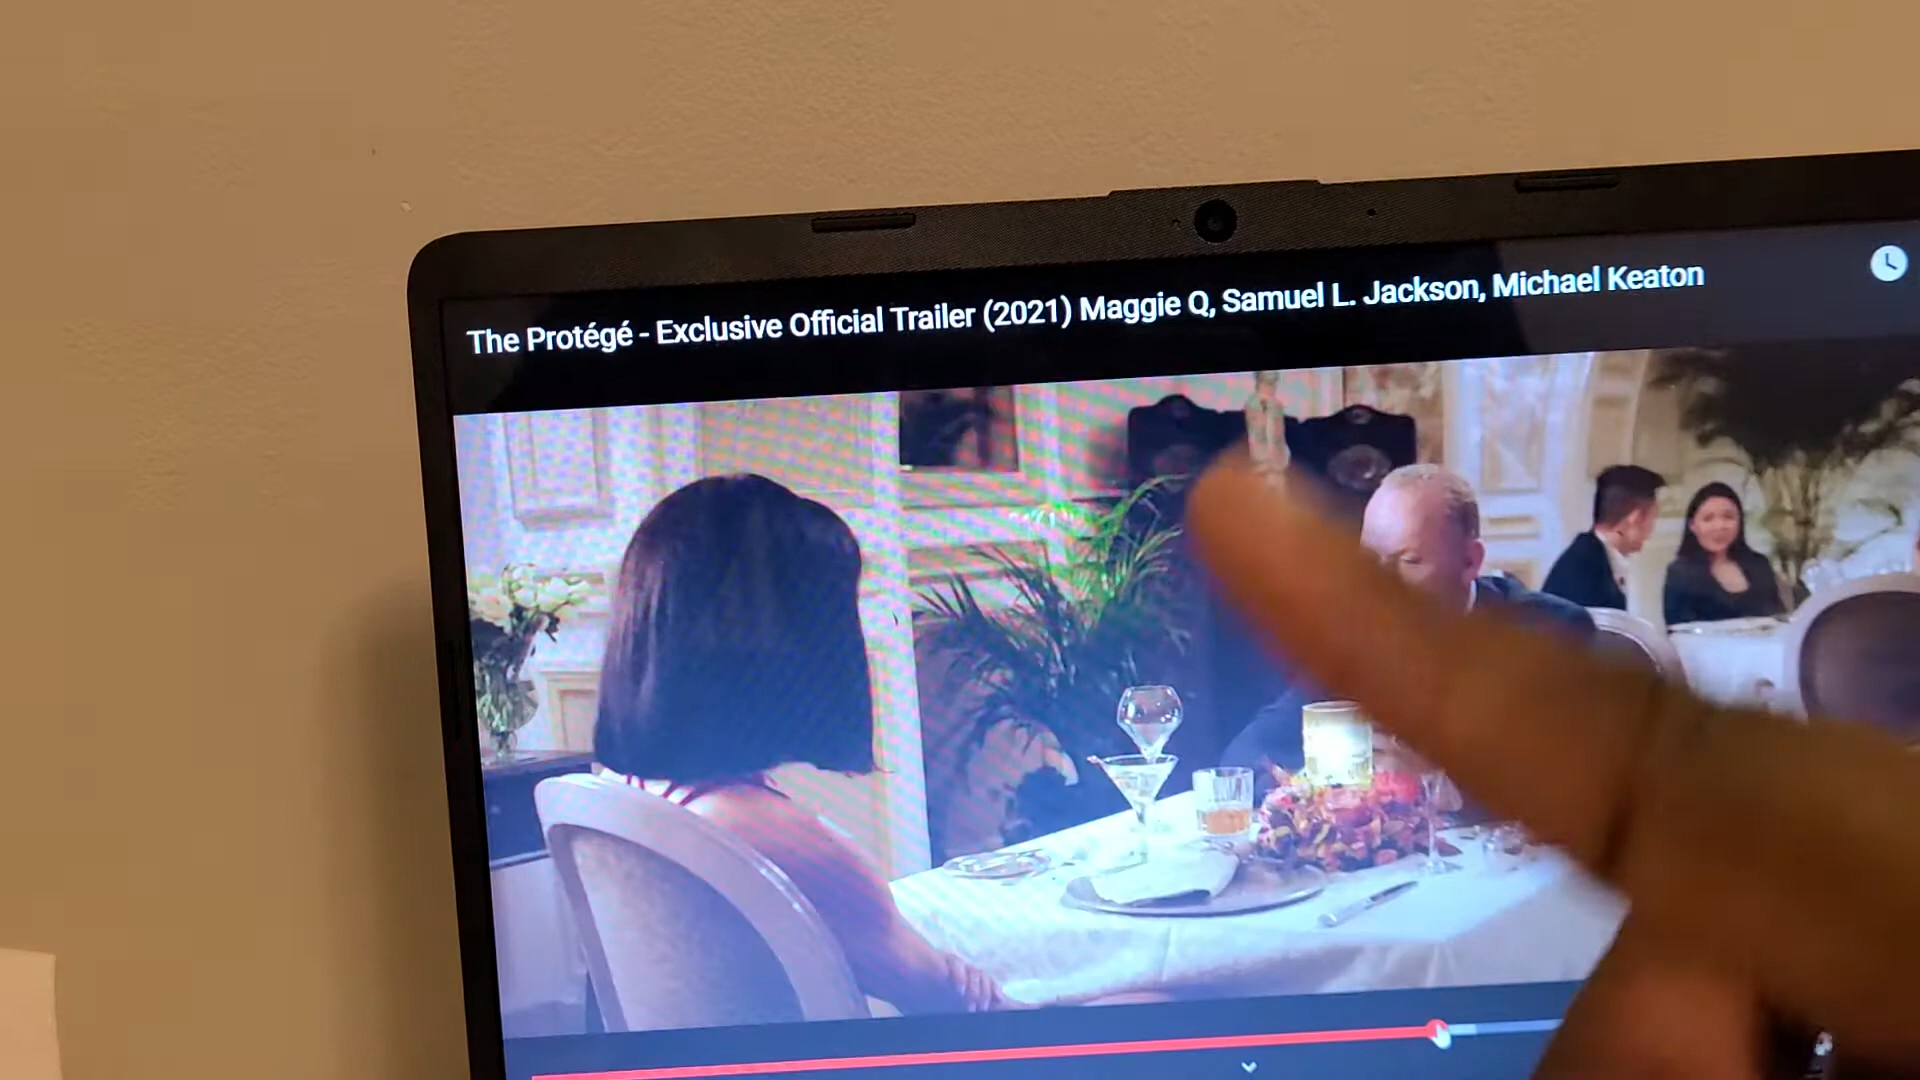 The Protégé - Exclusive Official Trailer (2021) Maggie Q, Samuel L. Jackson, Michael Keaton